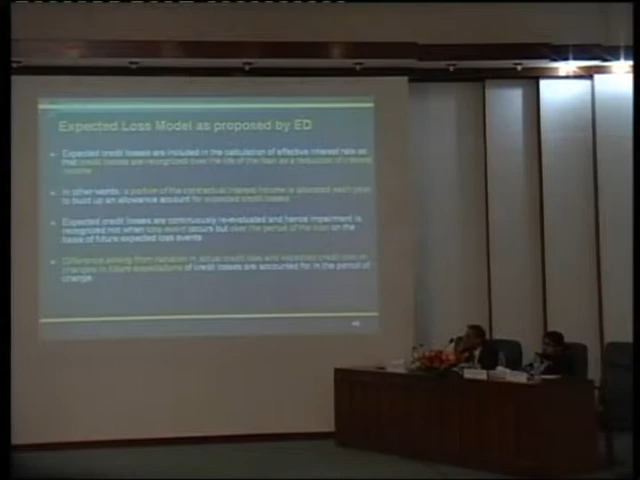 Expected Loss Model as proposed by ED
Expected credit losses are included in the calculation of effective interest rate so
that credit losses are recognized over the life of the loan as a reduction of interest
income
In other words, a portion of the contractual interest income is allocated each year
to build up an allowance account for expected credit losses
Expected credit losses are continuously re-evaluated and hence impairment is
recognized not when loss event occurs but over the period of the loan on the
basis of future expected loss events
Difference arising from variation in actual credit loss and expected credit loss or
changes in future expectations of credit losses are accounted for in the period of
change